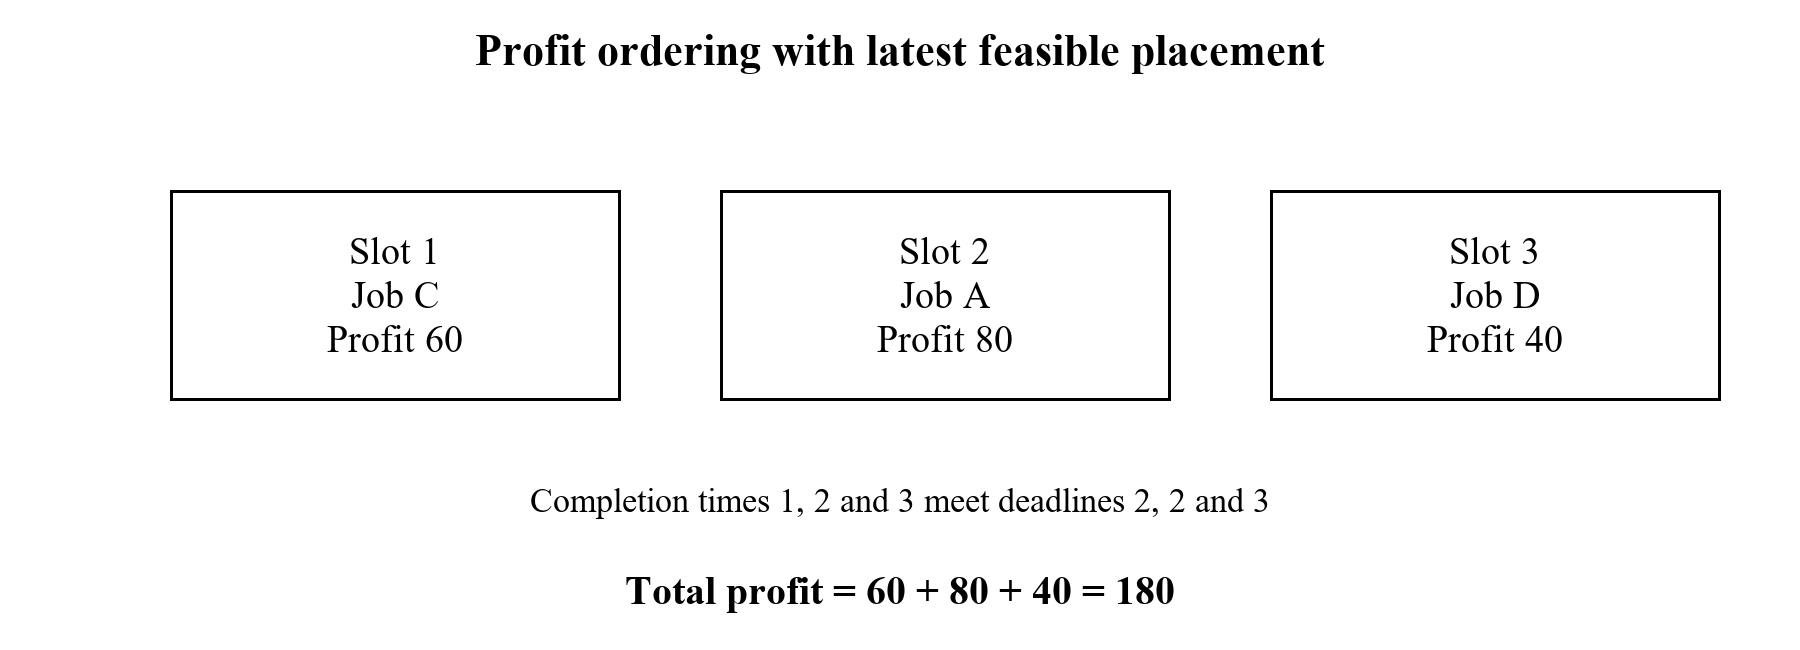 Profit ordering with latest feasible placement
Slot 1
Job C
Profit 60
Slot 2
Job A
Profit 80
Slot 3
Job D
Profit 40
Completion times 1, 2 and 3 meet deadlines 2, 2 and 3
Total profit = 60 + 80 + 40 = 180